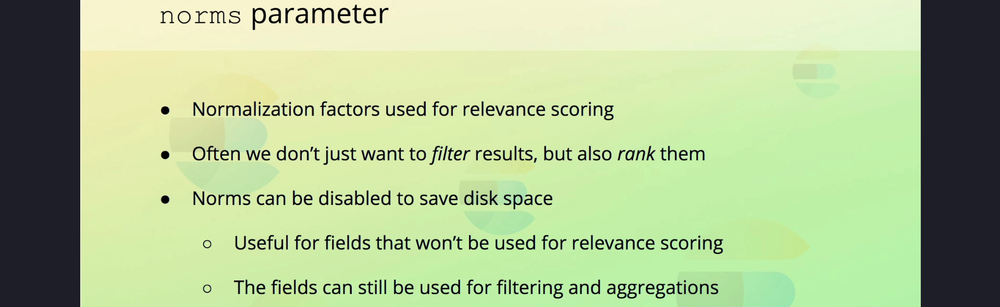 norms parameter
● Normalization factors used for relevance scoring
● Often we don’t just want to filter results, but also rank them
● Norms can be disabled to save disk space
○ Useful for fields that won’t be used for relevance scoring
○ The fields can still be used for filtering and aggregations